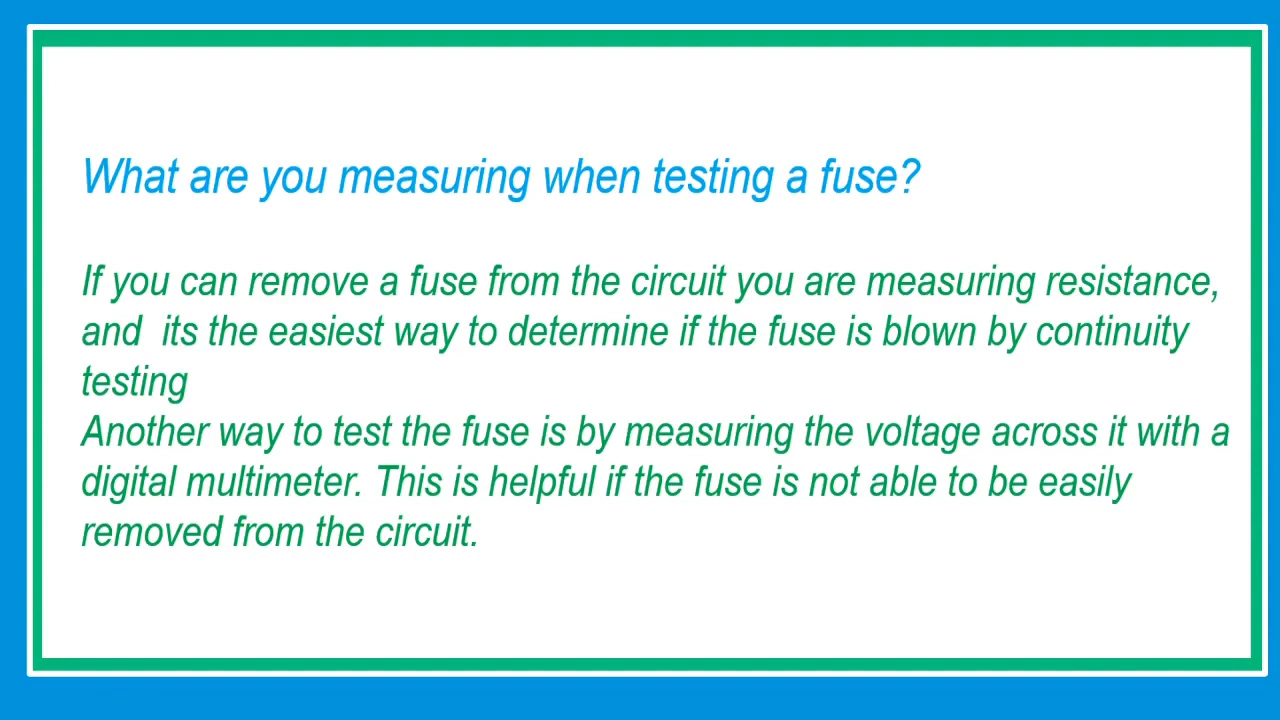 What are you measuring when testing a fuse?
If you can remove a fuse from the circuit you are measuring resistance,
and  its the easiest way to determine if the fuse is blown by continuity
testing
Another way to test the fuse is by measuring the voltage across it with a
digital multimeter. This is helpful if the fuse is not able to be easily
removed from the circuit.